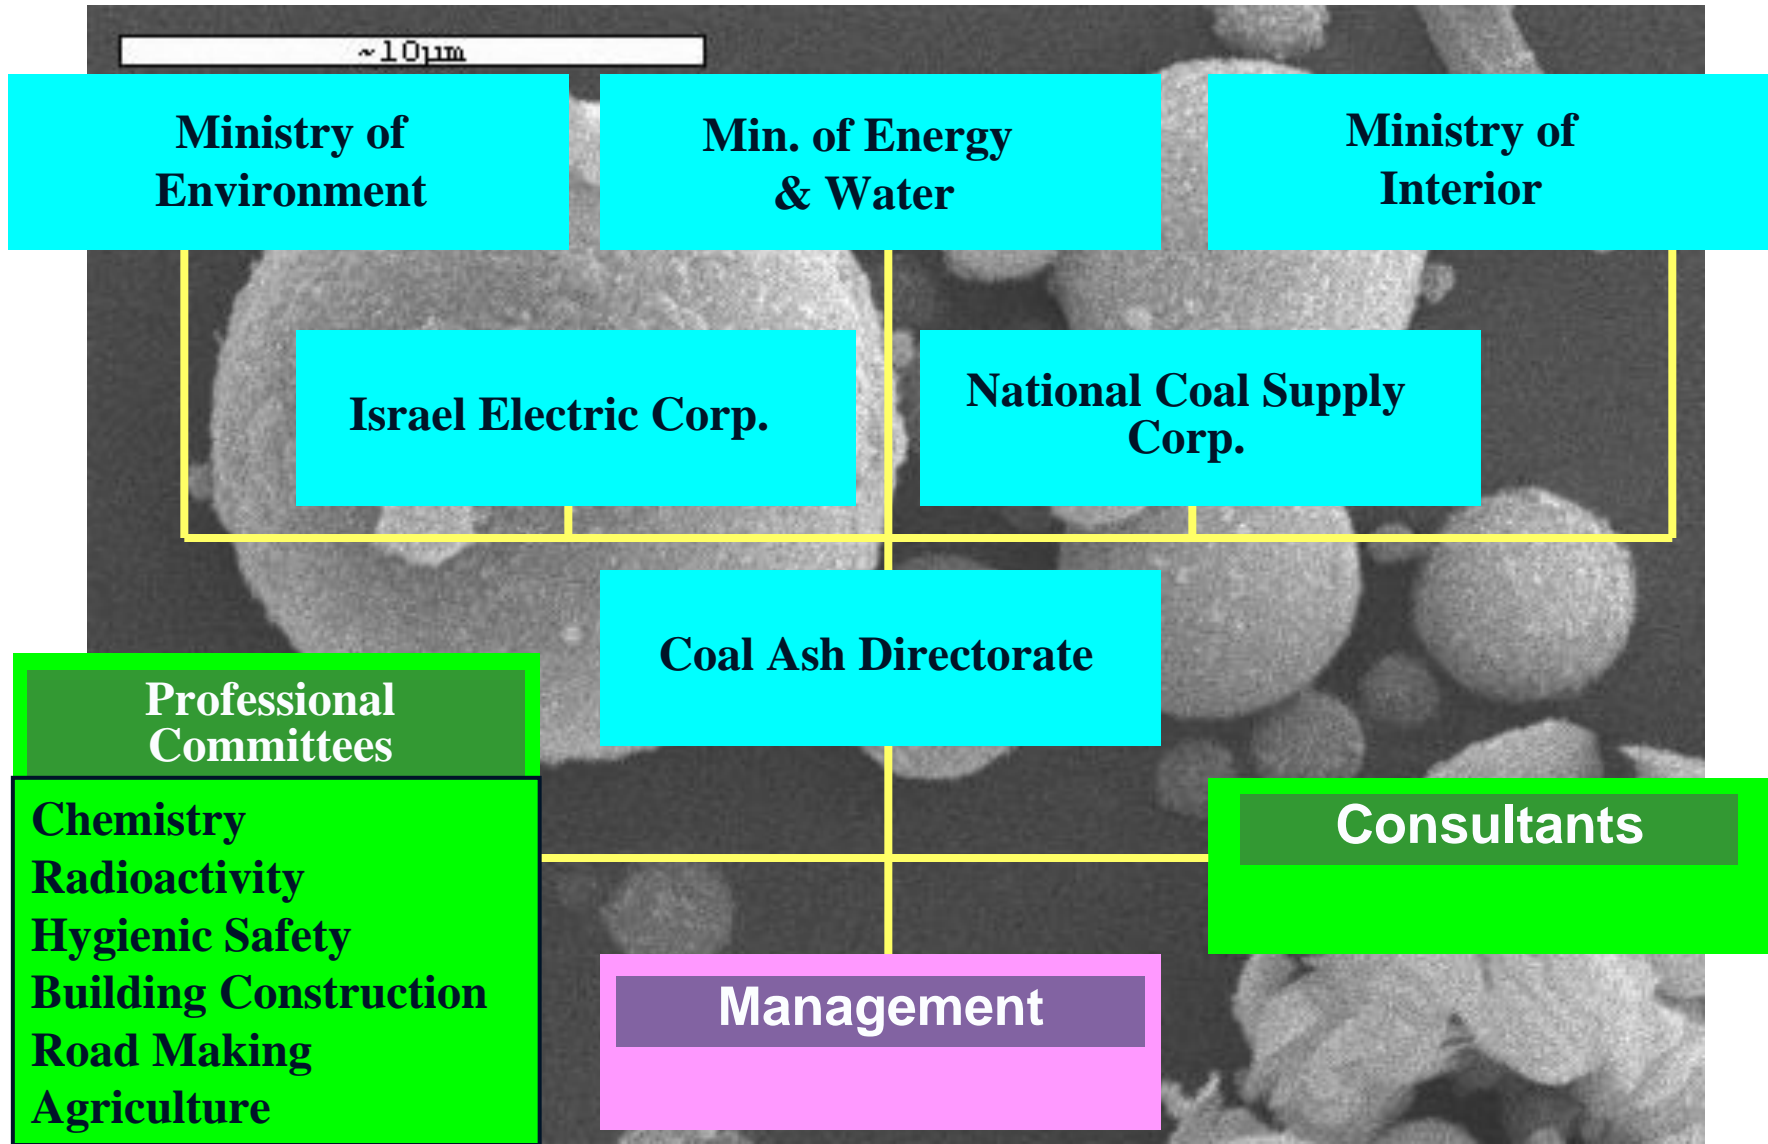 ~10µm
Ministry of
Environment
Min. of Energy
& Water
Ministry of
Interior
Israel Electric Corp.
National Coal Supply
Corp.
Coal Ash Directorate
Professional
Committees
Chemistry
Radioactivity
Hygienic Safety
Building Construction
Road Making
Agriculture
Consultants
Management